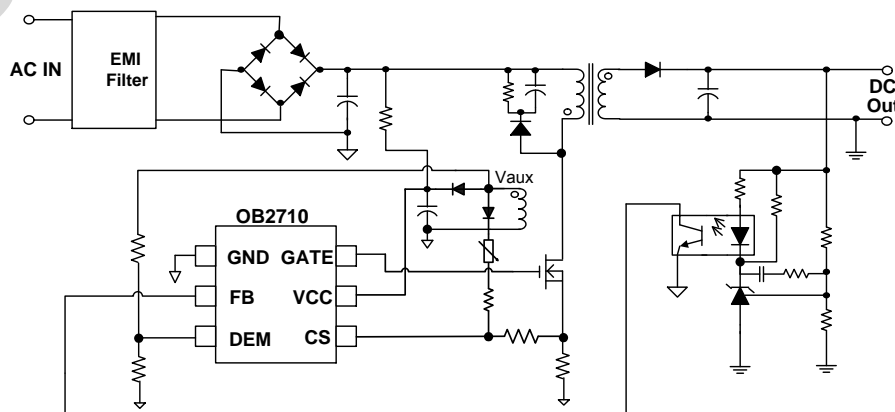 AC IN
EMI
Filter
DC
Out
Vaux
OB2710
GND GATE
FB VCC
DEM CS